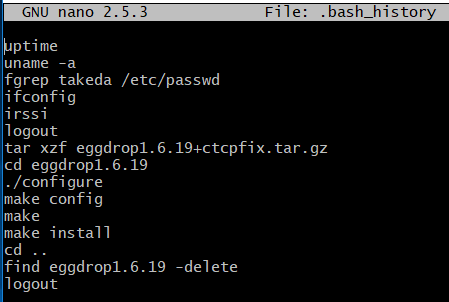 GNU nano 2.5.3 File: .bash_history
uptime
uname -a
fgrep takeda /etc/passwd
ifconfig
irssi
logout
tar xzf eggdrop1.6.19+ctcpfix.tar.gz
cd eggdrop1.6.19
./configure
make config
make
make install
cd ..
find eggdrop1.6.19 -delete
logout